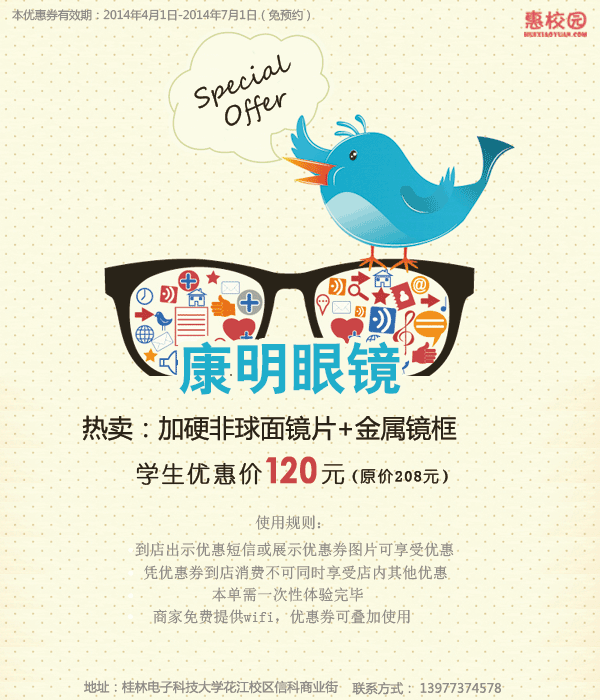 本优惠券有效期：2014年4月1日-2014年7月1日（免预约）
惠校园
HUIXIAOYUAN.COM
Special
Offer
康明眼镜
热卖：加硬非球面镜片+金属镜框
学生优惠价120元（原价208元）
使用规则：
到店出示优惠短信或展示优惠券图片可享受优惠
凭优惠券到店消费不可同时享受店内其他优惠
本单需一次性体验完毕
商家免费提供wifi，优惠券可叠加使用
地址：桂林电子科技大学花江校区信科商业街 联系方式： 13977374578